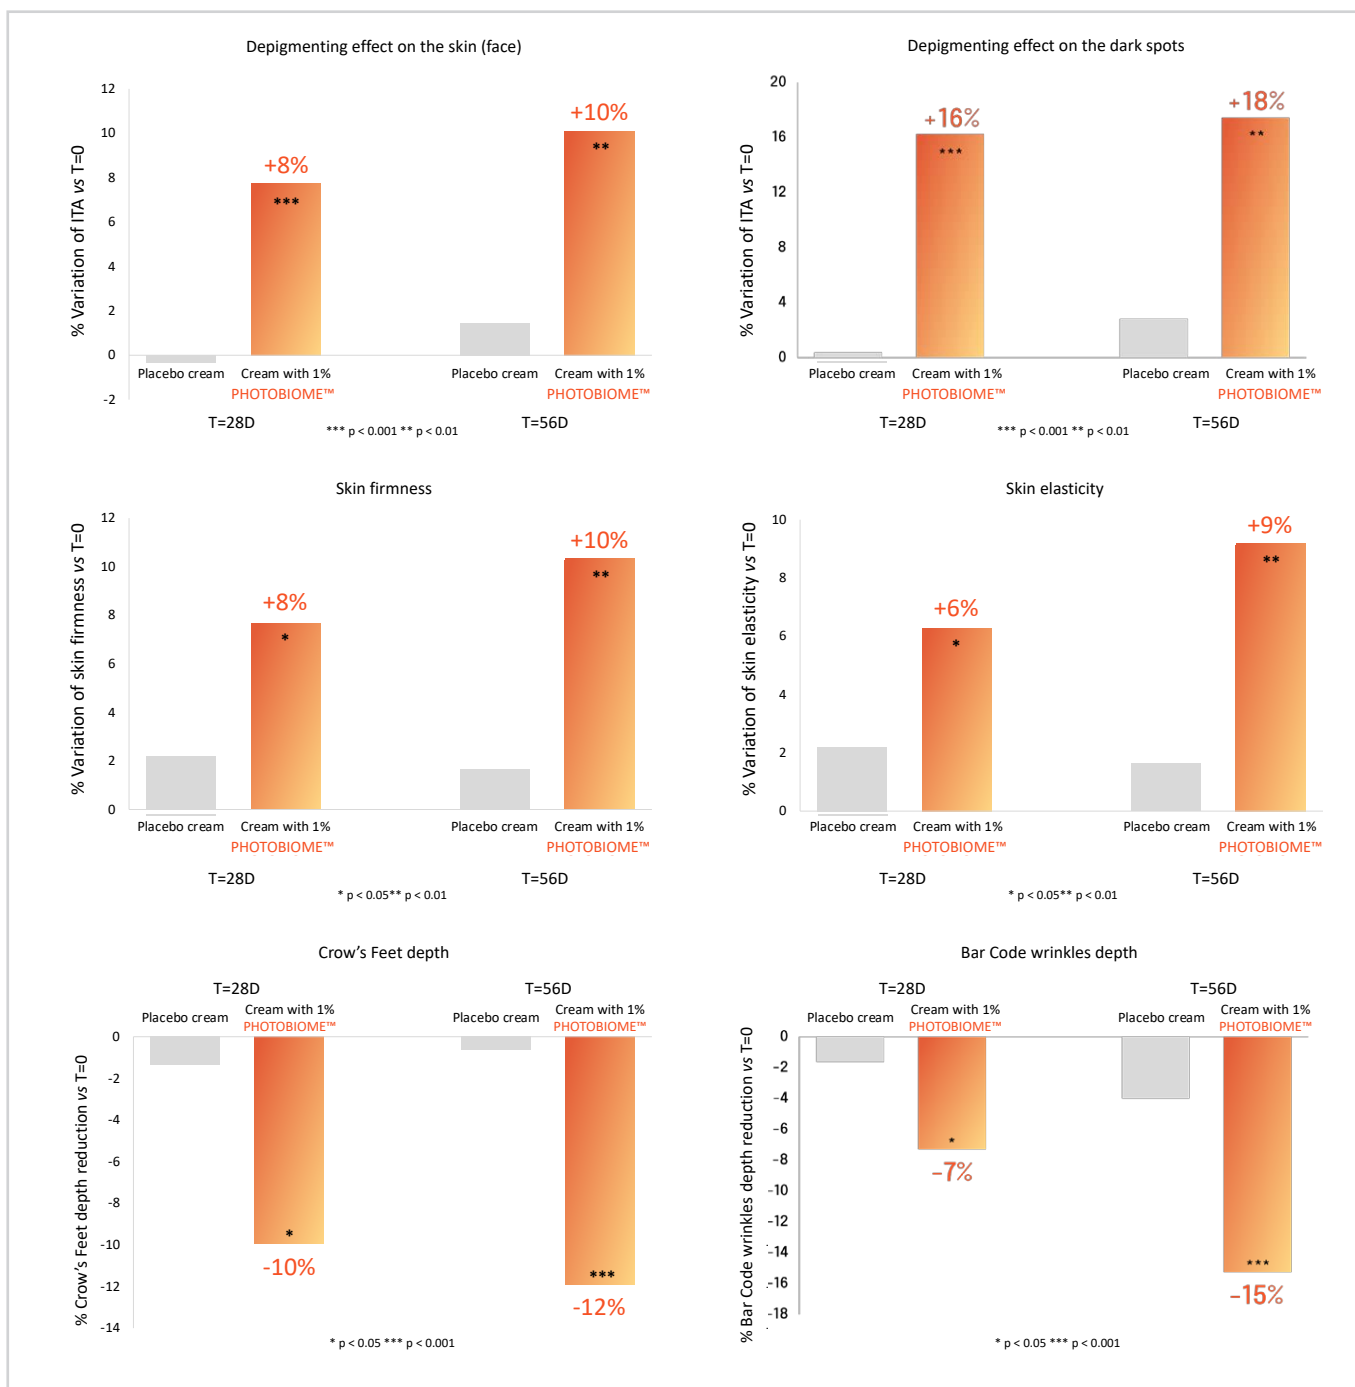 Depigmenting effect on the skin (face)
% Variation of ITA vs T=0
12
10
8
6
4
2
0
-2
+8%
***
+10%
**
Placebo cream
Cream with 1%
PHOTOBIOME™
Placebo cream
Cream with 1%
PHOTOBIOME™
T=28D
T=56D
*** p < 0.001 ** p < 0.01
Depigmenting effect on the dark spots
% Variation of ITA vs T=0
20
16
12
8
4
0
+16%
***
+18%
**
Placebo cream
Cream with 1%
PHOTOBIOME™
Placebo cream
Cream with 1%
PHOTOBIOME™
T=28D
T=56D
*** p < 0.001 ** p < 0.01
Skin firmness
% Variation of skin firmness vs T=0
12
10
8
6
4
2
0
+8%
*
+10%
**
Placebo cream
Cream with 1%
PHOTOBIOME™
Placebo cream
Cream with 1%
PHOTOBIOME™
T=28D
T=56D
* p < 0.05** p < 0.01
Skin elasticity
% Variation of skin elasticity vs T=0
10
8
6
4
2
0
+6%
*
+9%
**
Placebo cream
Cream with 1%
PHOTOBIOME™
Placebo cream
Cream with 1%
PHOTOBIOME™
T=28D
T=56D
* p < 0.05** p < 0.01
Crow's Feet depth
T=28D
T=56D
Placebo cream
Cream with 1%
PHOTOBIOME™
Placebo cream
Cream with 1%
PHOTOBIOME™
% Crow's Feet depth reduction vs T=0
0
-2
-4
-6
-8
-10
-12
-14
*
-10%
***
-12%
* p < 0.05 *** p < 0.001
Bar Code wrinkles depth
T=28D
T=56D
Placebo cream
Cream with 1%
PHOTOBIOME™
Placebo cream
Cream with 1%
PHOTOBIOME™
% Bar Code wrinkles depth reduction vs T=0
0
-2
-4
-6
-8
-10
-12
-14
-16
-18
*
-7%
***
-15%
* p < 0.05 *** p < 0.001